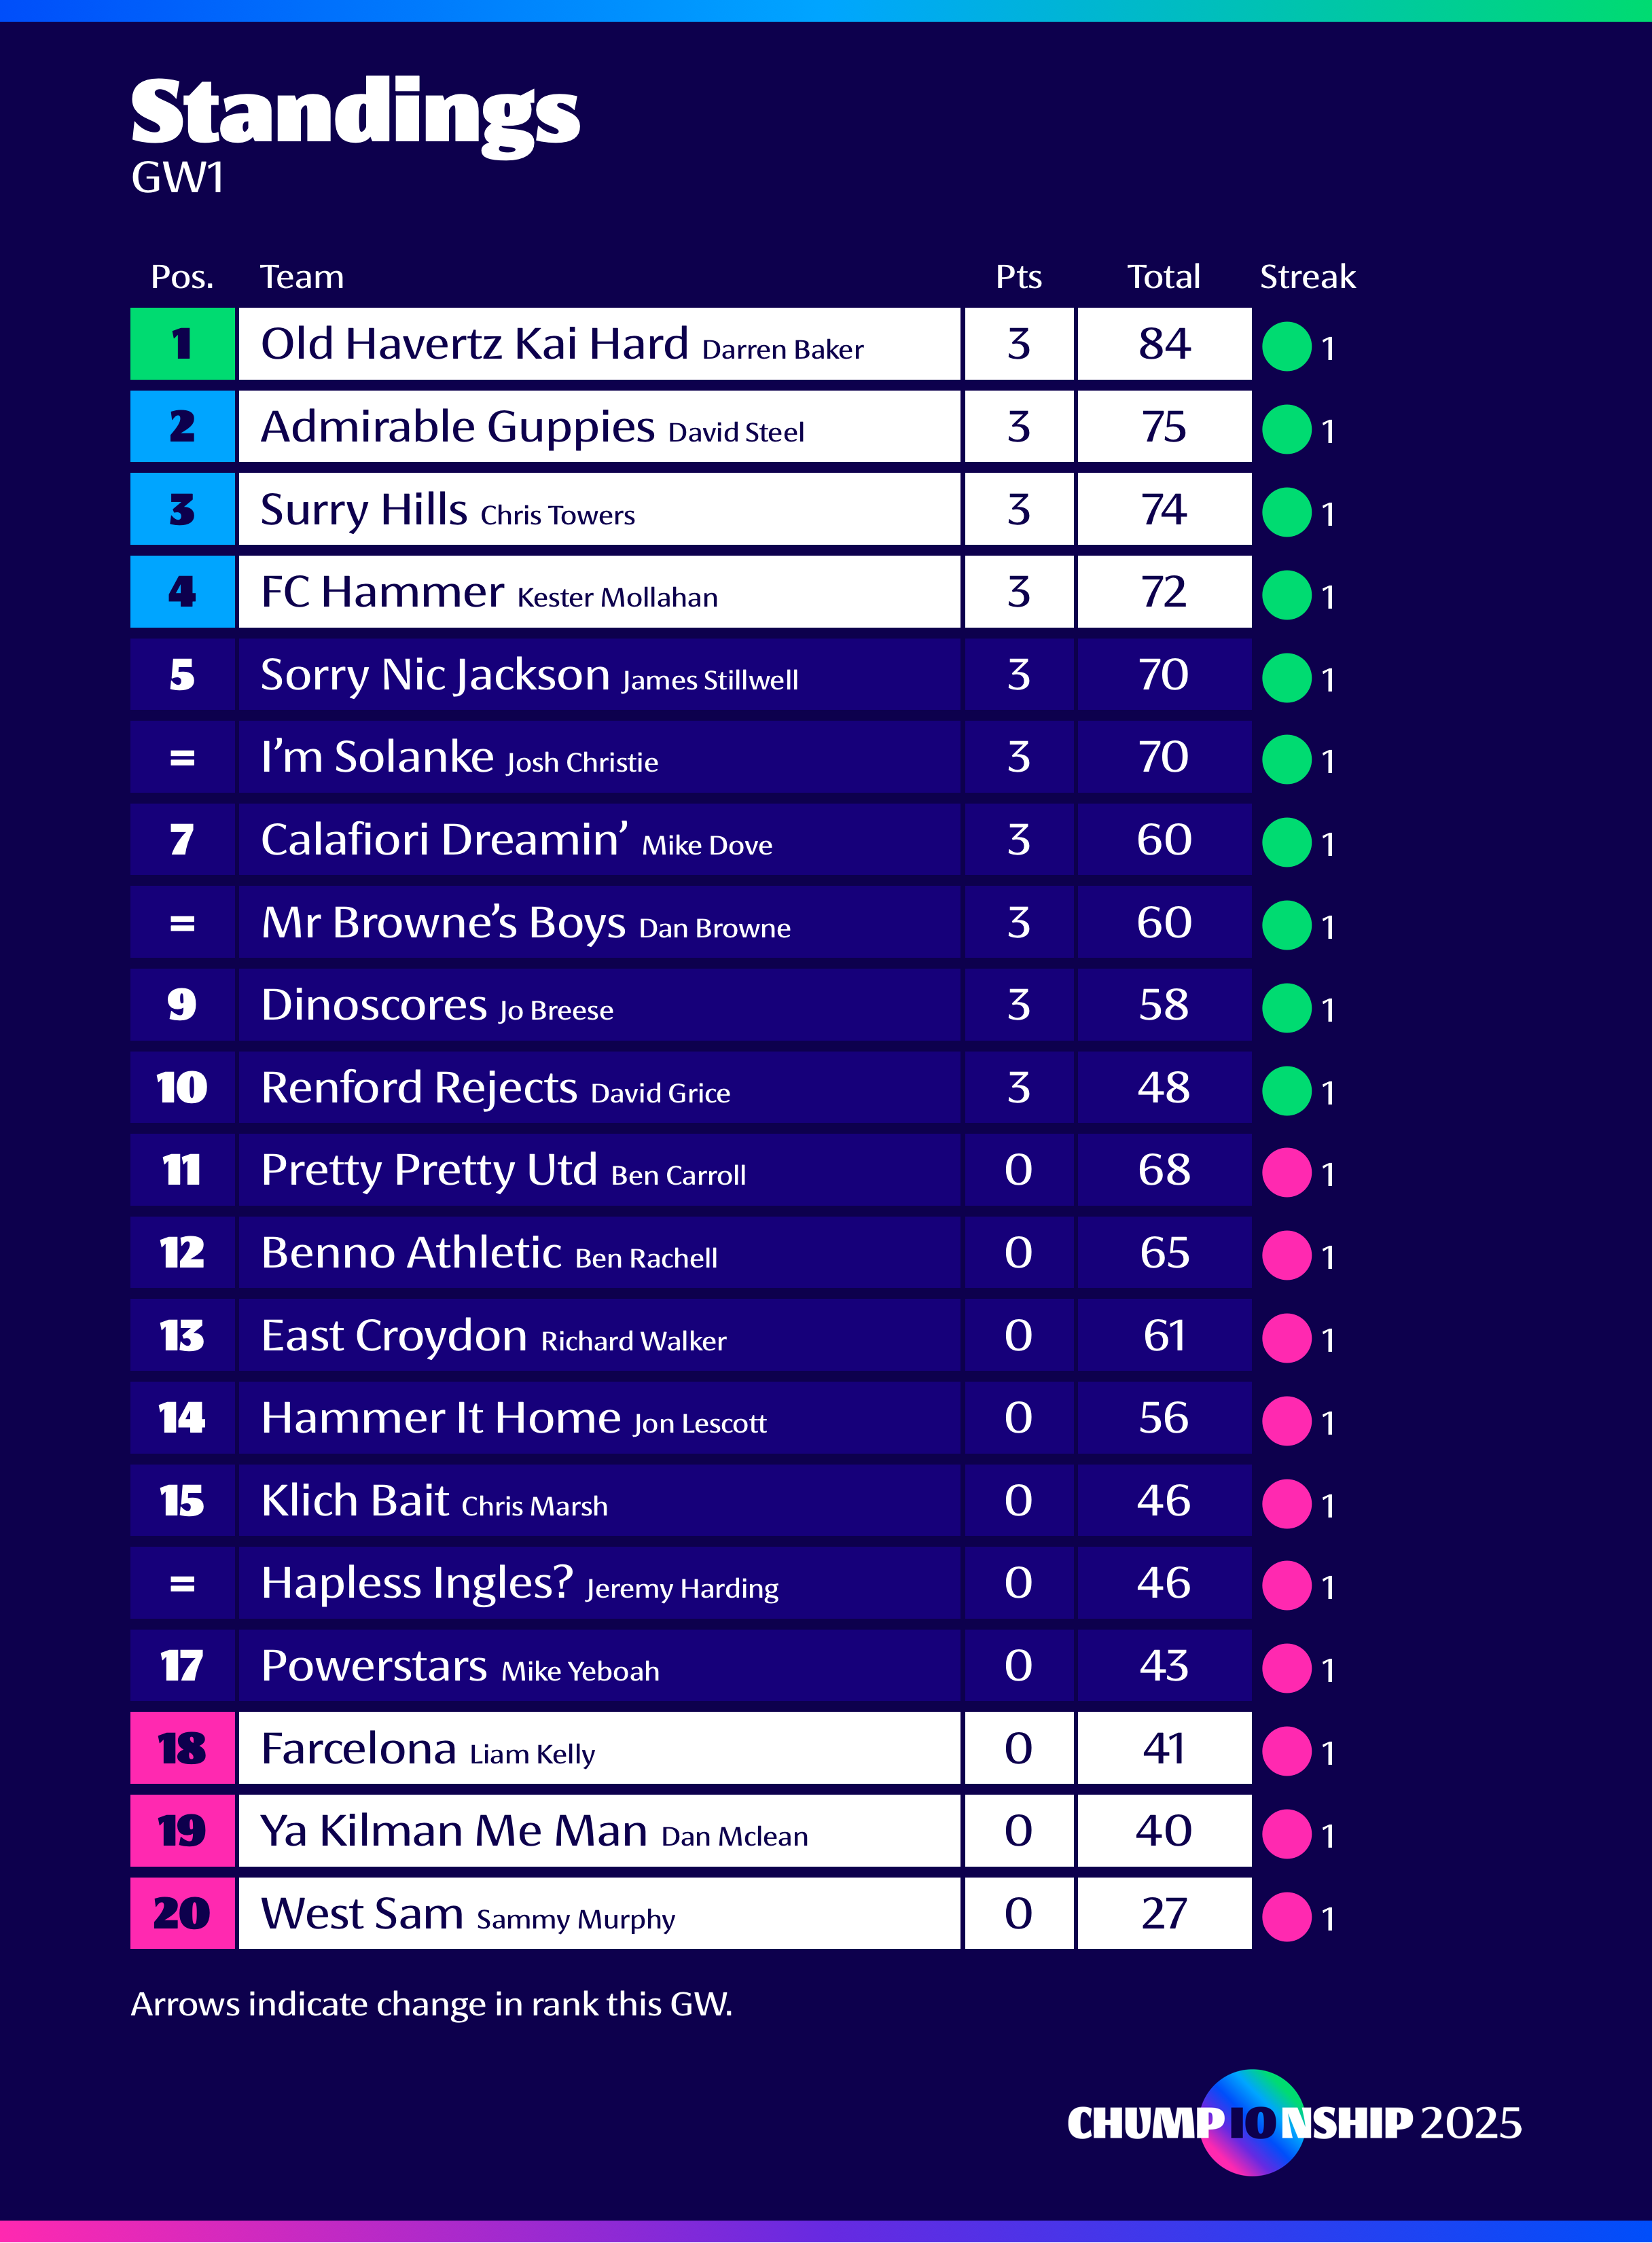 Standings
GW1
Pos. Team Pts Total Streak
1 Old Havertz Kai Hard Darren Baker 3 84 1
2 Admirable Guppies David Steel 3 75 1
3 Surry Hills Chris Towers 3 74 1
4 FC Hammer Kester Mollahan 3 72 1
5 Sorry Nic Jackson James Stillwell 3 70 1
= I’m Solanke Josh Christie 3 70 1
7 Calafiori Dreamin’ Mike Dove 3 60 1
= Mr Browne’s Boys Dan Browne 3 60 1
9 Dinoscores Jo Breese 3 58 1
10 Renford Rejects David Grice 3 48 1
11 Pretty Pretty Utd Ben Carroll 0 68 1
12 Benno Athletic Ben Rachell 0 65 1
13 East Croydon Richard Walker 0 61 1
14 Hammer It Home Jon Lescott 0 56 1
15 Klich Bait Chris Marsh 0 46 1
= Hapless Ingles? Jeremy Harding 0 46 1
17 Powerstars Mike Yeboah 0 43 1
18 Farcelona Liam Kelly 0 41 1
19 Ya Kilman Me Man Dan Mclean 0 40 1
20 West Sam Sammy Murphy 0 27 1
Arrows indicate change in rank this GW.
CHUMP10NSHIP 2025